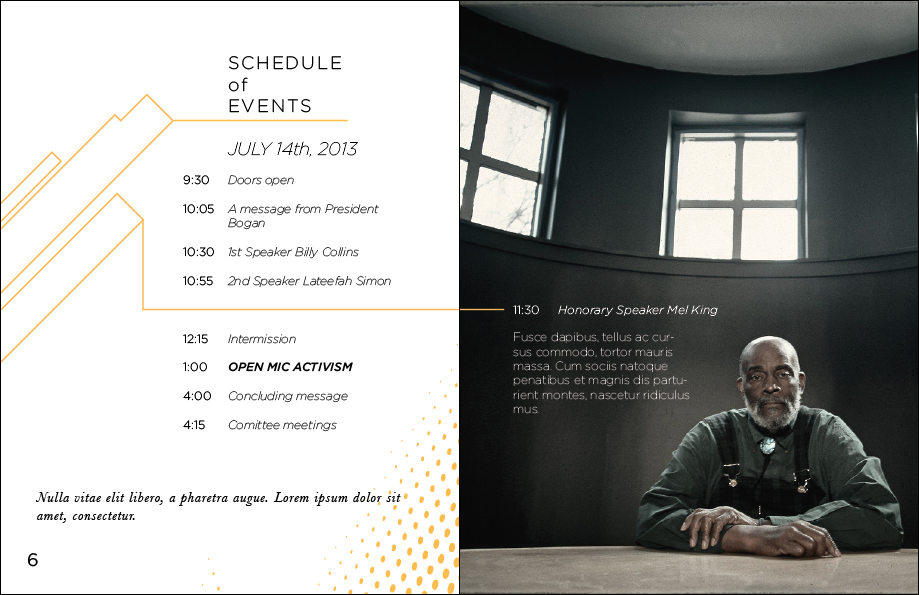 SCHEDULE
of
EVENTS
JULY 14th, 2013
9:30 Doors open
10:05 A message from President
Bogan
10:30 1st Speaker Billy Collins
10:55 2nd Speaker Lateefah Simon
11:30 Honorary Speaker Mel King
Fusce dapibus, tellus ac cur-
sus commodo, tortor mauris
massa. Cum sociis natoque
penatibus et magnis dis partu-
rient montes, nascetur ridiculus
mus.
12:15 Intermission
1:00 OPEN MIC ACTIVISM
4:00 Concluding message
4:15 Comittee meetings
Nulla vitae elit libero, a pharetra augue. Lorem ipsum dolor sit
amet, consectetur.
6